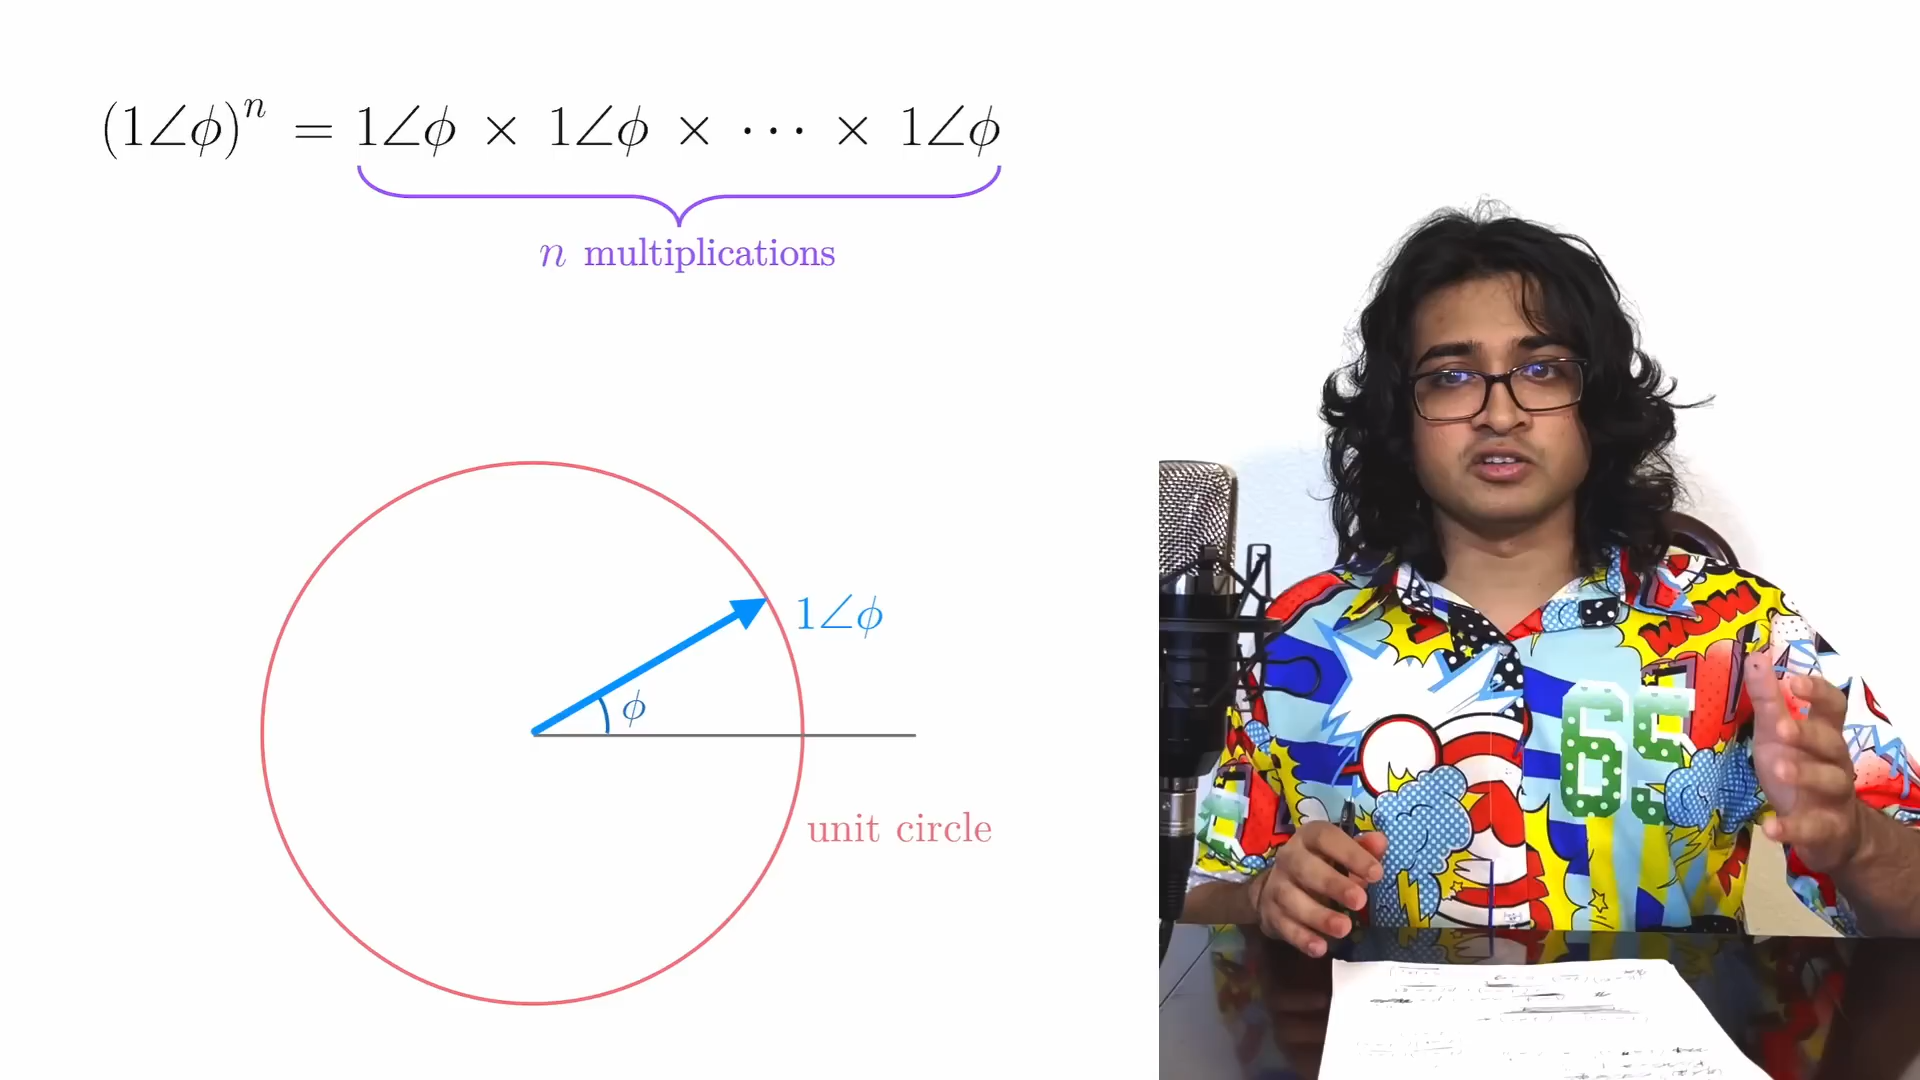 (1∠ϕ)ⁿ = 1∠ϕ × 1∠ϕ × ⋯ × 1∠ϕ
n multiplications
1∠ϕ
ϕ
unit circle
WOW
65